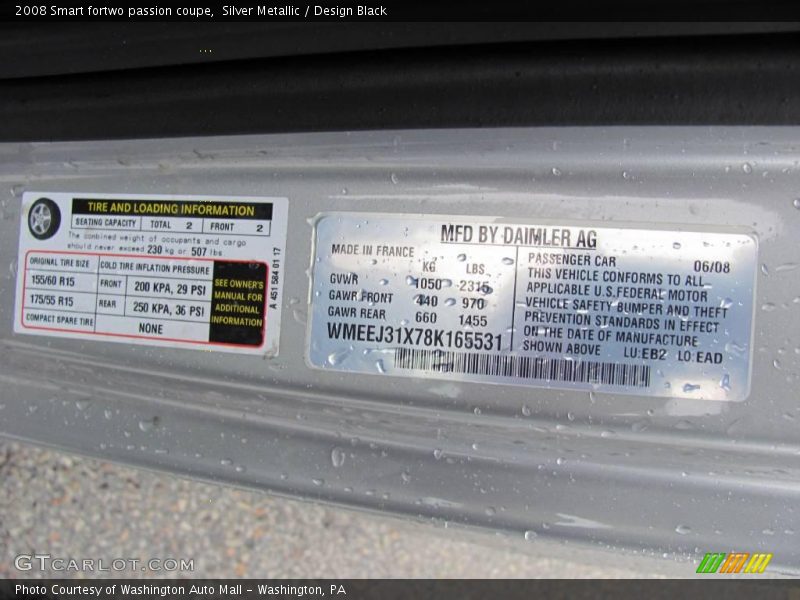 2008 Smart fortwo passion coupe,  Silver Metallic / Design Black
TIRE AND LOADING INFORMATION
SEATING CAPACITY TOTAL 2 FRONT 2
The combined weight of occupants and cargo
should never exceed 230 kg or 507 lbs
ORIGINAL TIRE SIZE COLD TIRE INFLATION PRESSURE
155/60 R15 FRONT 200 KPA, 29 PSI
175/55 R15 REAR 250 KPA, 36 PSI
COMPACT SPARE TIRE NONE
SEE OWNER'S
MANUAL FOR
ADDITIONAL
INFORMATION
A 451 584 01 17
MFD BY DAIMLER AG
MADE IN FRANCE
KG LBS
GVWR 1050 2315
GAWR FRONT 440 970
GAWR REAR 660 1455
WMEEJ31X78K165531
PASSENGER CAR 06/08
THIS VEHICLE CONFORMS TO ALL
APPLICABLE U.S.FEDERAL MOTOR
VEHICLE SAFETY BUMPER AND THEFT
PREVENTION STANDARDS IN EFFECT
ON THE DATE OF MANUFACTURE
SHOWN ABOVE LU:EB2 LO:EAD
GTCARLOT.COM
Photo Courtesy of Washington Auto Mall – Washington, PA